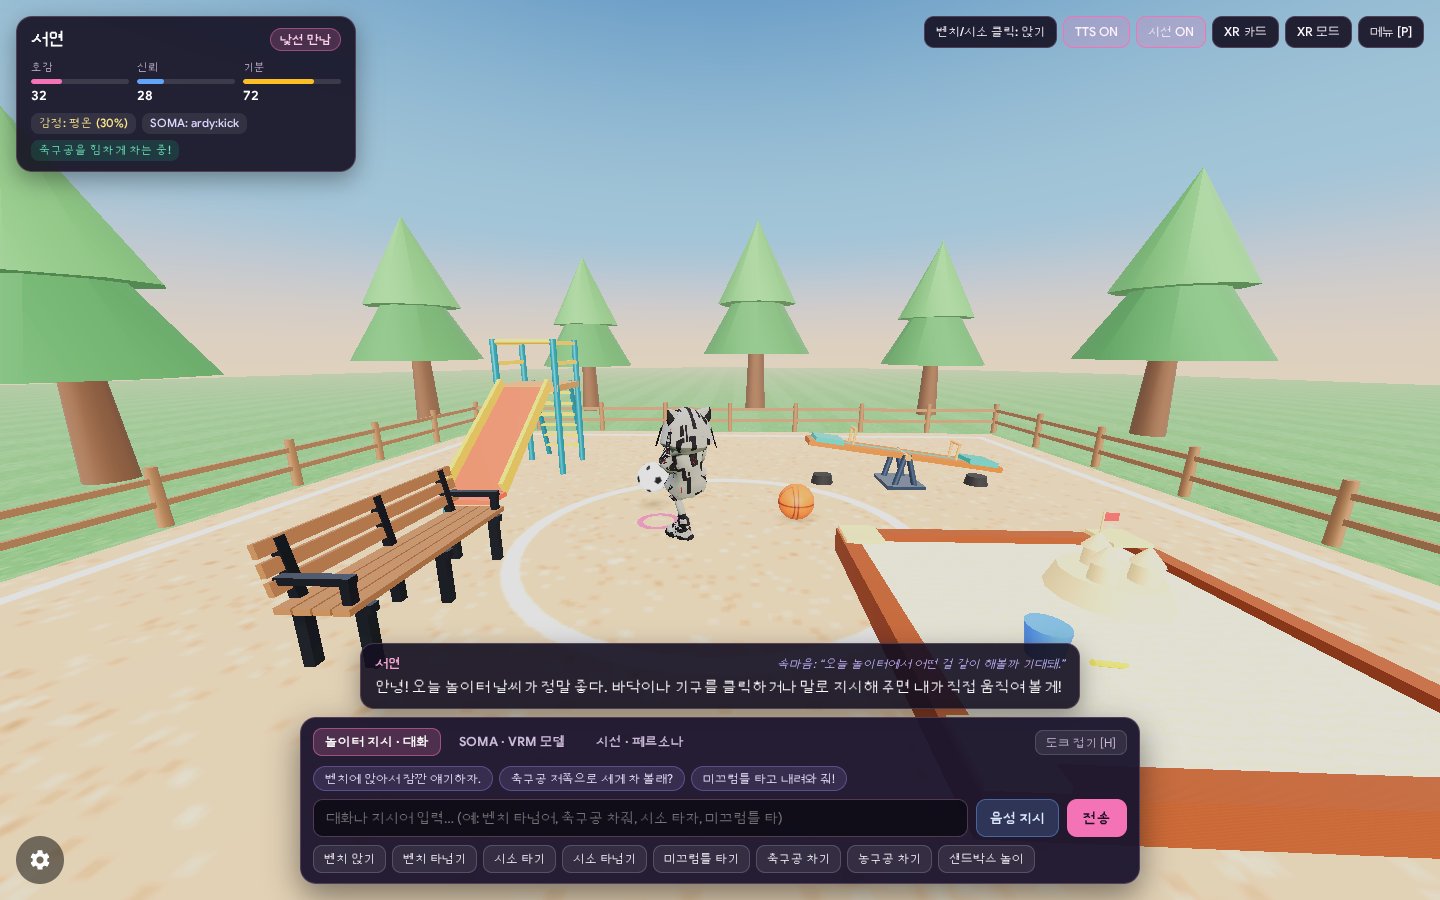 서연
낯선 만남
호감
신뢰
기분
32
28
72
감정: 평온 (30%)
SOMA: ardy:kick
축구공을 힘차게 차는 중!
벤치/시소 클릭: 앉기
TTS ON
시선 ON
XR 카드
XR 모드
메뉴 [P]
서연
속마음: “오늘 놀이터에서 어떤 걸 같이 해볼까 기대돼.”
안녕! 오늘 놀이터 날씨가 정말 좋다. 바닥이나 기구를 클릭하거나 말로 지시해 주면 내가 직접 움직여 볼게!
놀이터 지시 · 대화
SOMA · VRM 모델
시선 · 페르소나
도크 접기 [H]
벤치에 앉아서 잠깐 얘기하자.
축구공 저쪽으로 세게 차 볼래?
미끄럼틀 타고 내려와 줘!
대화나 지시어 입력... (예: 벤치 타넘어, 축구공 차줘, 시소 타자, 미끄럼틀 타)
음성 지시
전송
벤치 앉기
벤치 타넘기
시소 타기
시소 타넘기
미끄럼틀 타기
축구공 차기
농구공 차기
샌드박스 놀이